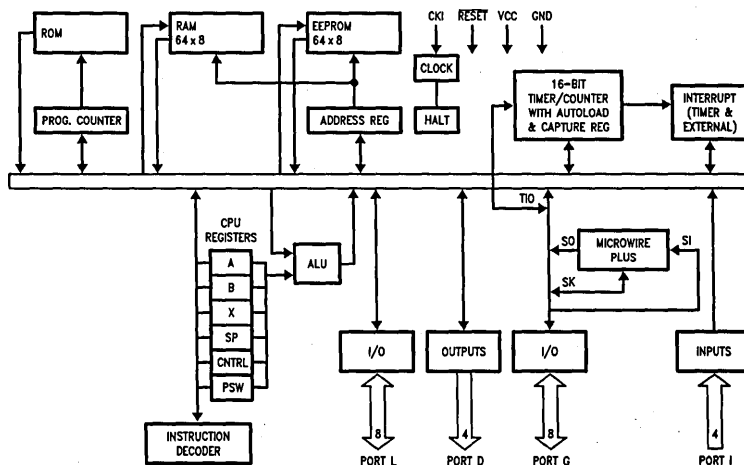 ROM
RAM
64 x 8
EEPROM
64 x 8
CKI
RESET
VCC
GND
CLOCK
HALT
16-BIT
TIMER/COUNTER
WITH AUTOLOAD
& CAPTURE REG
INTERRUPT
(TIMER &
EXTERNAL)
PROG. COUNTER
ADDRESS REG
TIO
CPU
REGISTERS
A
B
X
SP
CNTRL
PSW
ALU
SO
MICROWIRE
PLUS
SI
SK
I/O
OUTPUTS
I/O
INPUTS
8
4
8
4
INSTRUCTION
DECODER
PORT L
PORT D
PORT G
PORT I